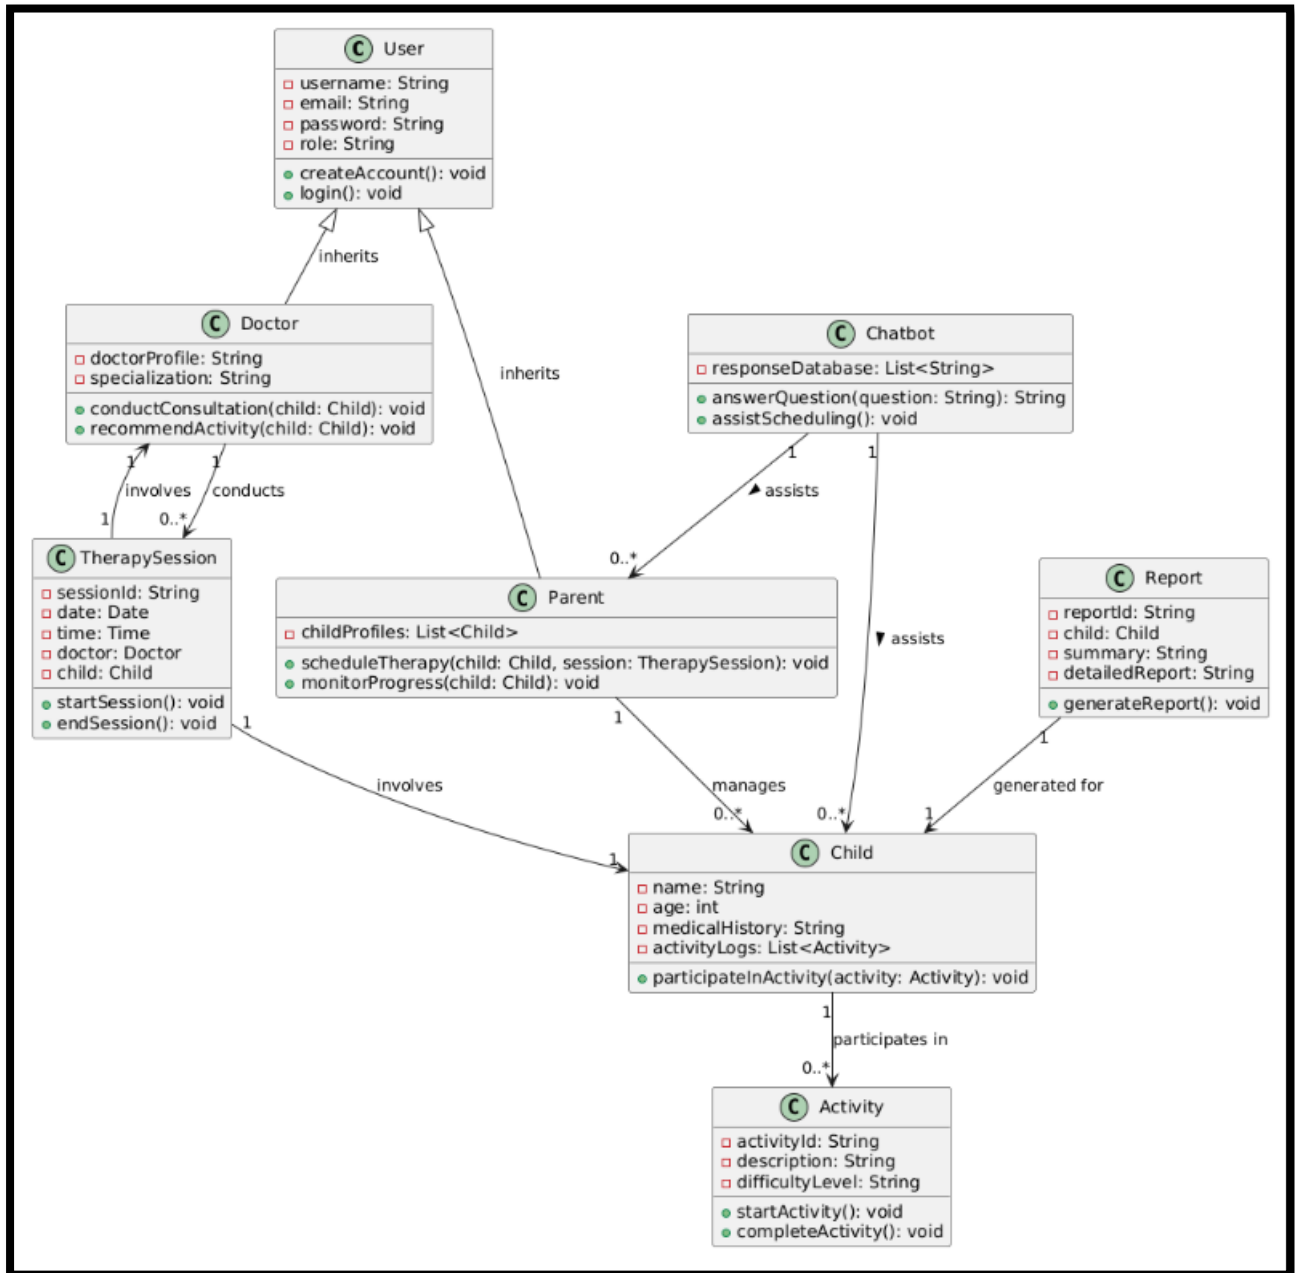 C User
username: String
email: String
password: String
role: String
createAccount(): void
login(): void
inherits
inherits
C Doctor
doctorProfile: String
specialization: String
conductConsultation(child: Child): void
recommendActivity(child: Child): void
C Chatbot
responseDatabase: List<String>
answerQuestion(question: String): String
assistScheduling(): void
1
involves
1
1
conducts
0..*
1
assists
0..*
1
assists
0..*
C TherapySession
sessionId: String
date: Date
time: Time
doctor: Doctor
child: Child
startSession(): void
endSession(): void
C Parent
childProfiles: List<Child>
scheduleTherapy(child: Child, session: TherapySession): void
monitorProgress(child: Child): void
C Report
reportId: String
child: Child
summary: String
detailedReport: String
generateReport(): void
1
involves
1
1
manages
0..*
1
generated for
1
C Child
name: String
age: int
medicalHistory: String
activityLogs: List<Activity>
participateInActivity(activity: Activity): void
1
participates in
0..*
C Activity
activityId: String
description: String
difficultyLevel: String
startActivity(): void
completeActivity(): void